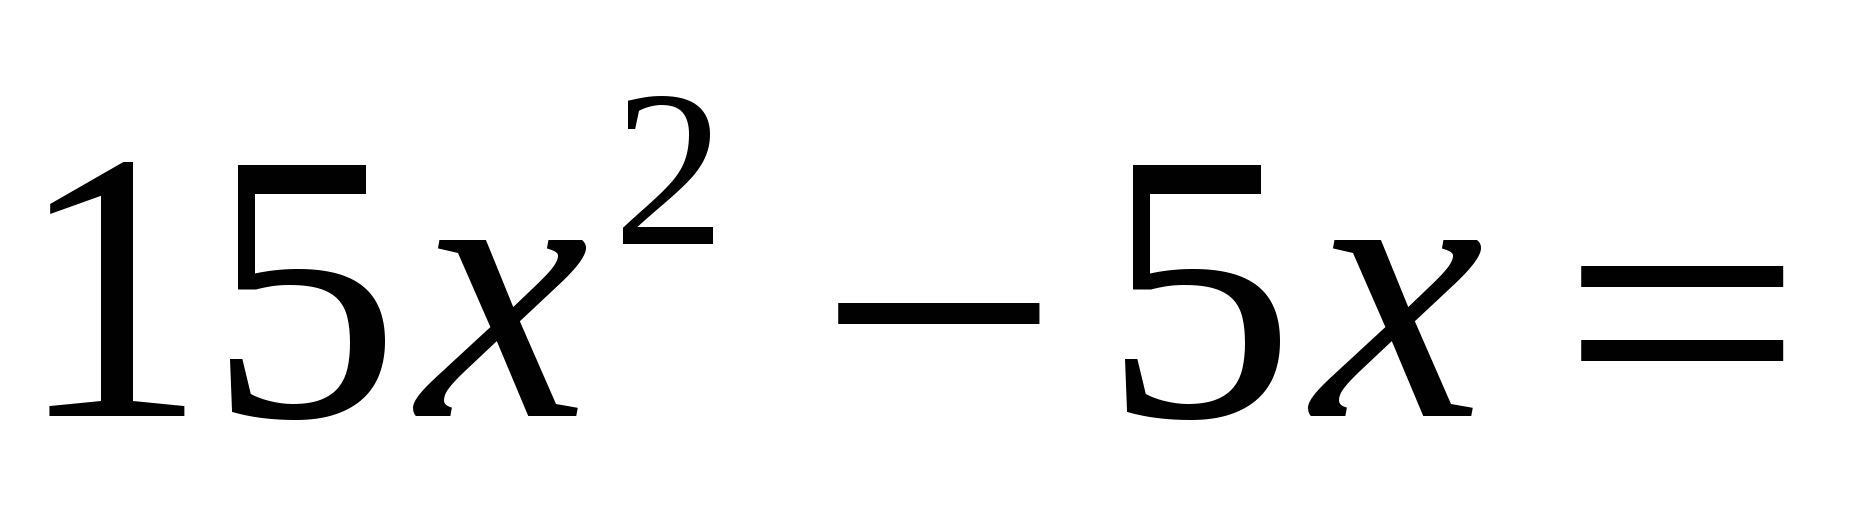 15x² − 5x =